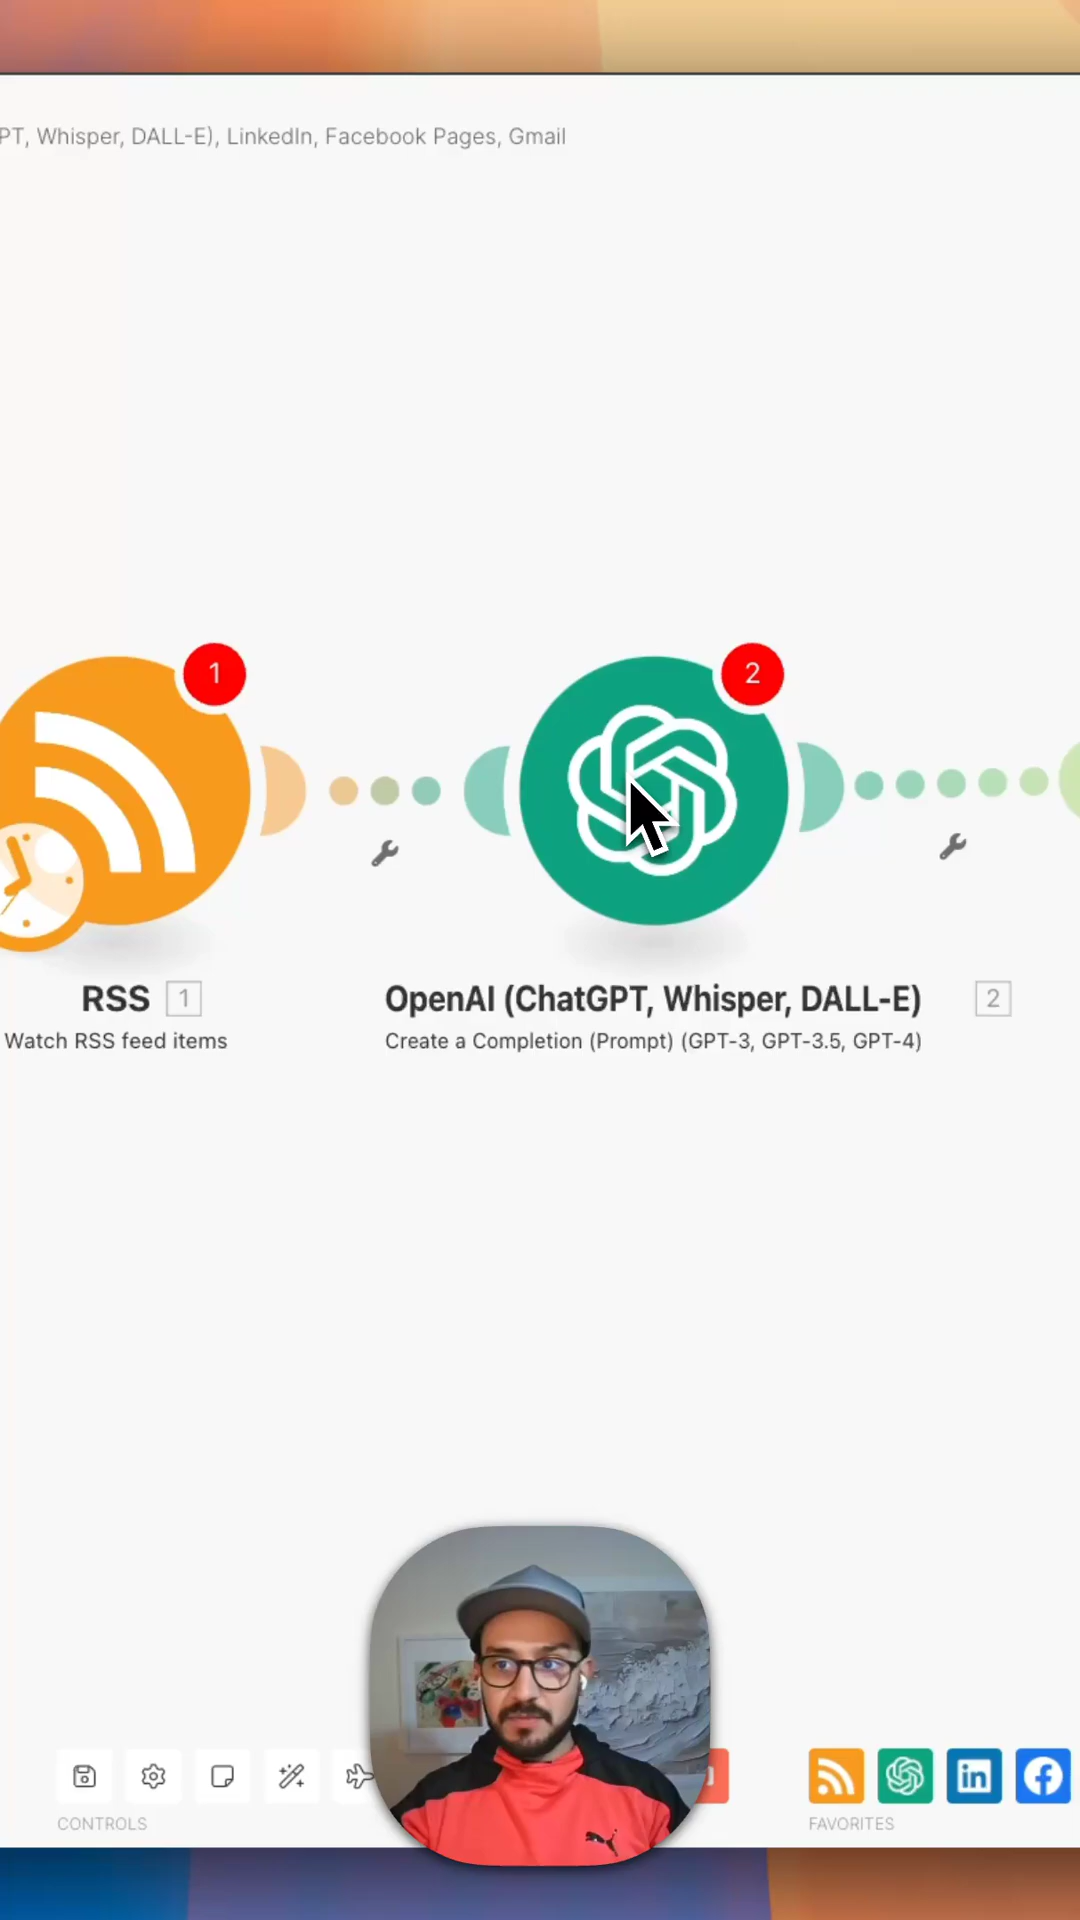 PT, Whisper, DALL-E), LinkedIn, Facebook Pages, Gmail
1
2
RSS 1
Watch RSS feed items
OpenAI (ChatGPT, Whisper, DALL-E) 2
Create a Completion (Prompt) (GPT-3, GPT-3.5, GPT-4)
in
CONTROLS
FAVORITES